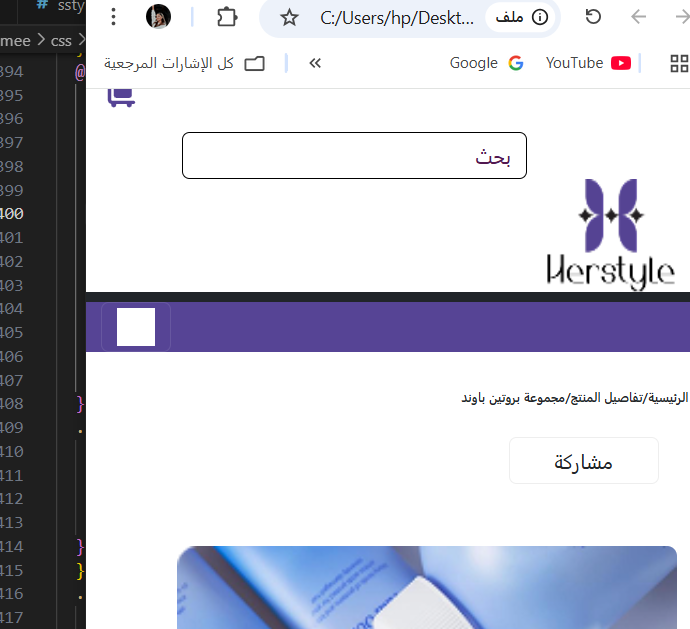 # ssty
mee > css >
C:/Users/hp/Deskt...
ملف
كل الإشارات المرجعية
«
Google
YouTube
394
@
395
396
397
398
399
400
401
402
403
404
405
406
407
408
}
409
.
410
411
412
413
414
}
415
}
416
.
417
بحث
Herstyle
الرئيسية/تفاصيل المنتج/مجموعة بروتين باوند
مشاركة